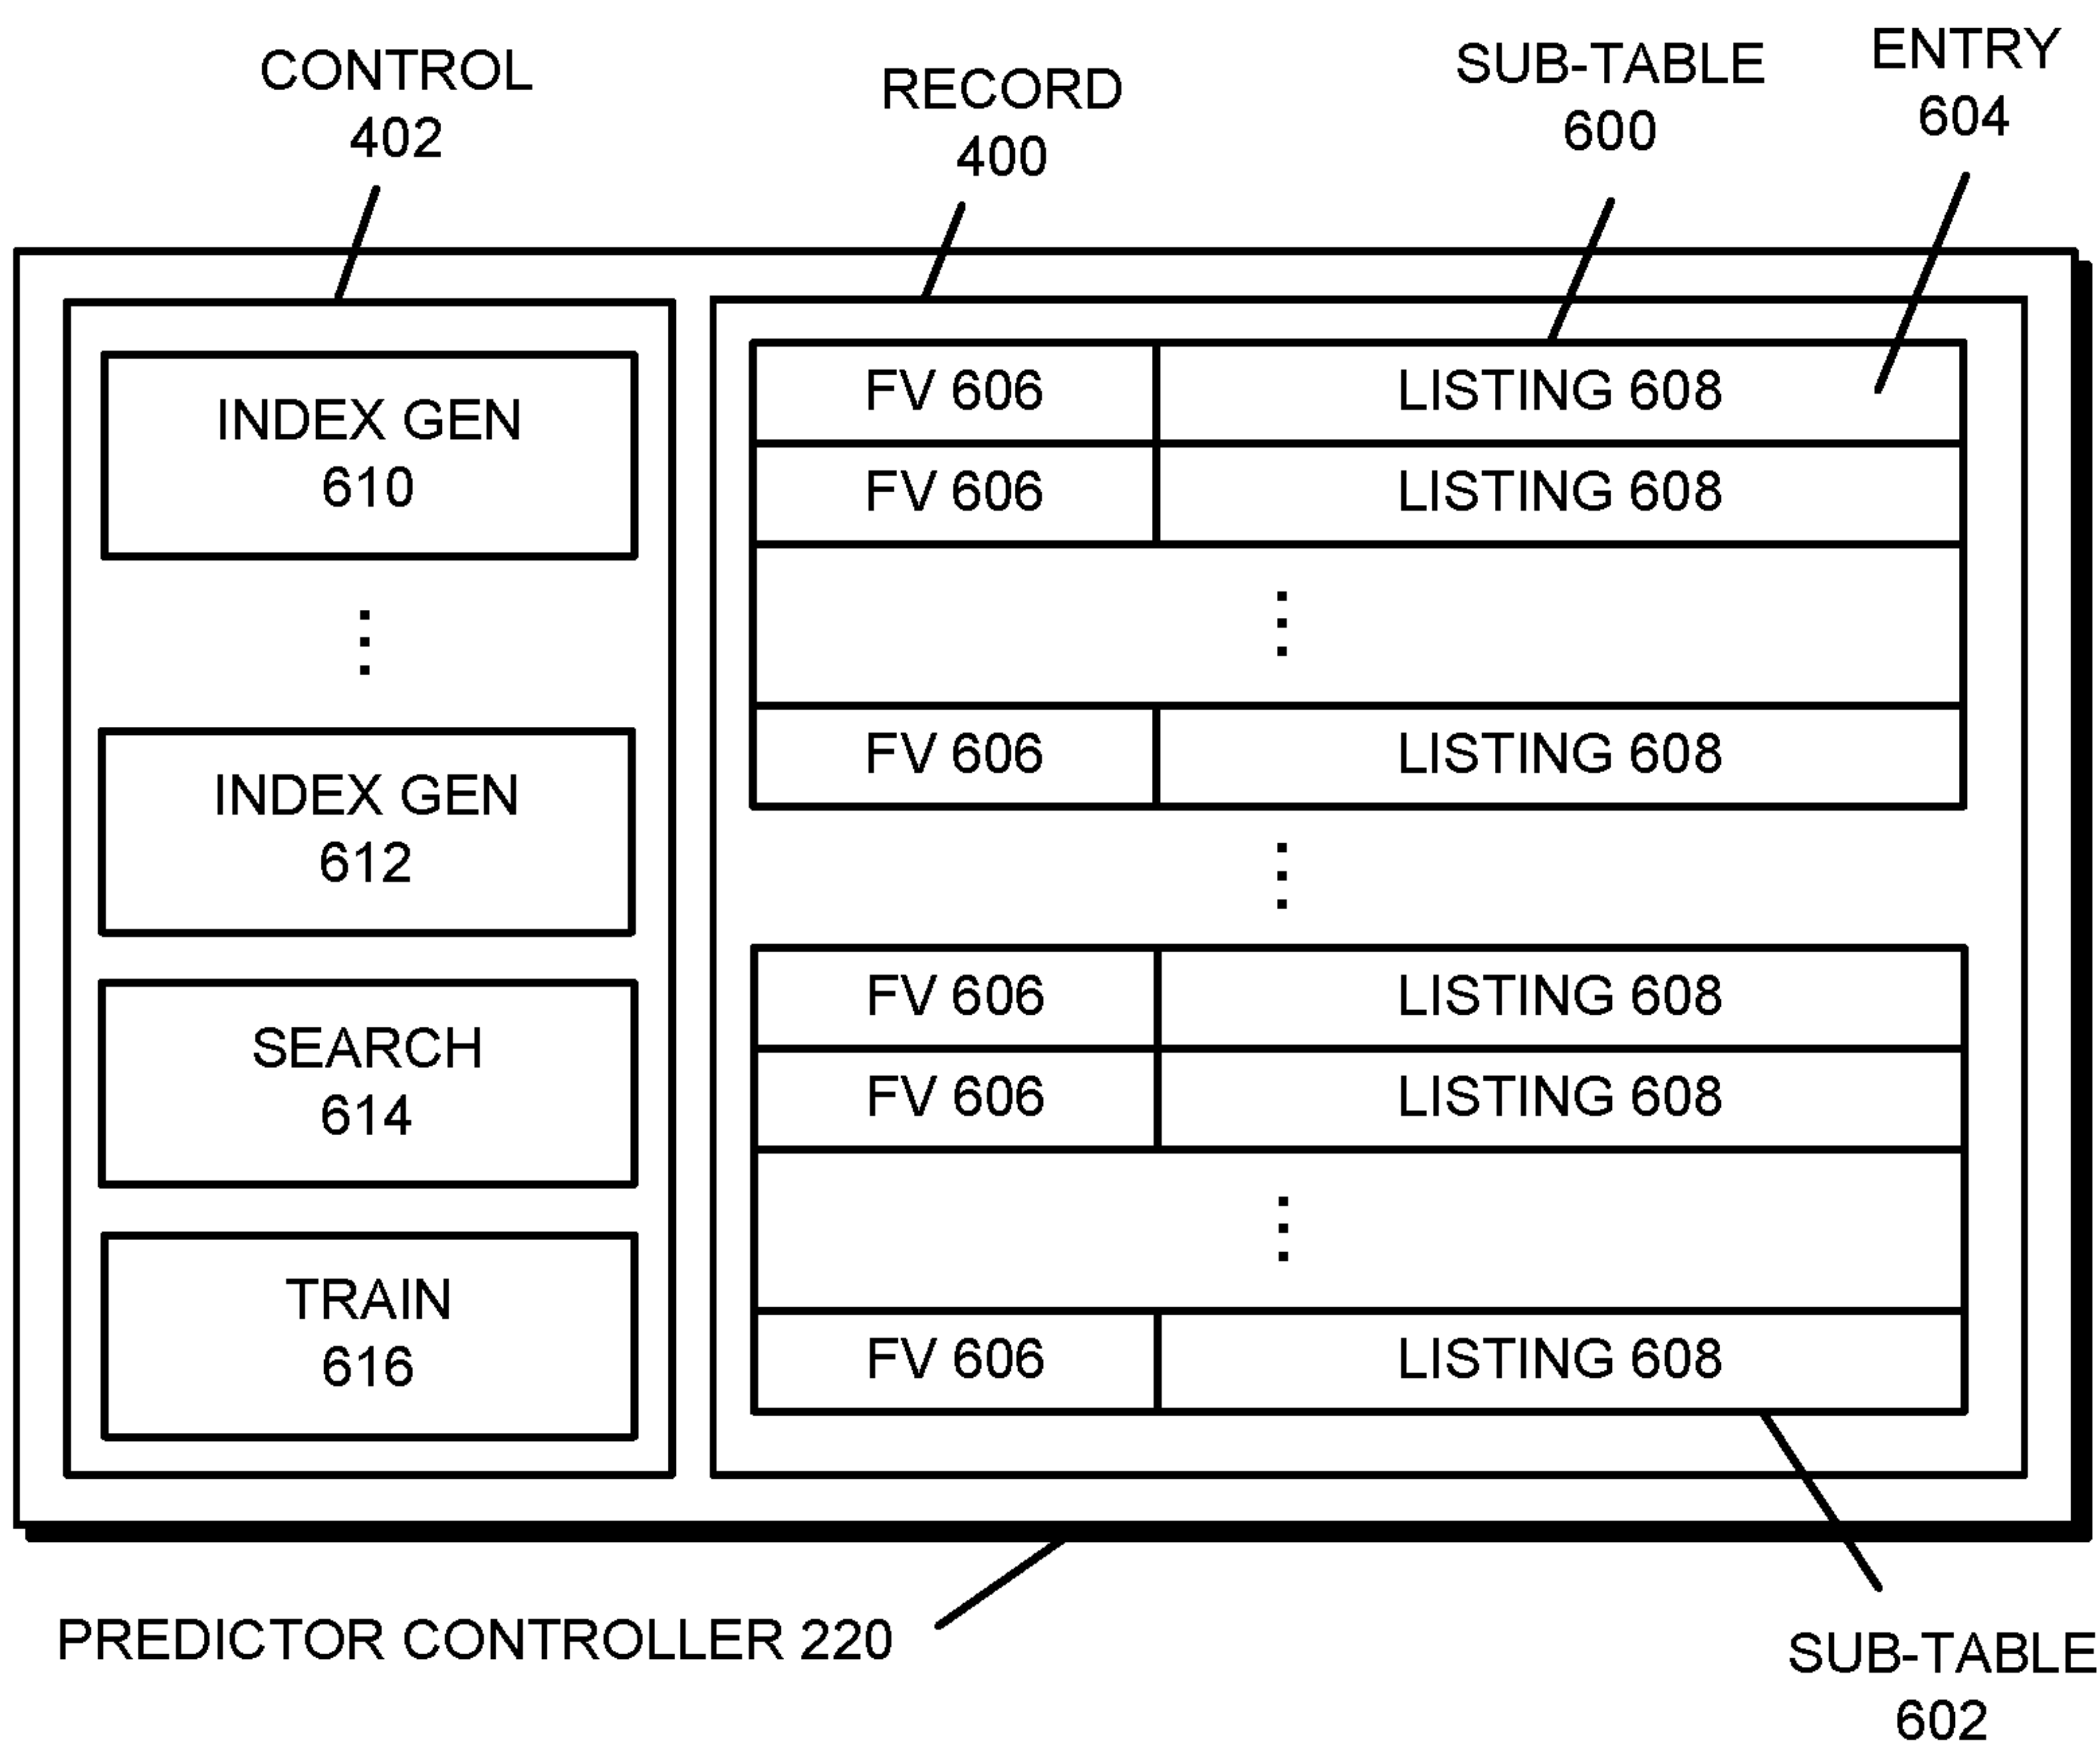 CONTROL
402
RECORD
400
SUB-TABLE
600
ENTRY
604
INDEX GEN
610
INDEX GEN
612
SEARCH
614
TRAIN
616
FV 606 LISTING 608
FV 606 LISTING 608
FV 606 LISTING 608
FV 606 LISTING 608
FV 606 LISTING 608
FV 606 LISTING 608
PREDICTOR CONTROLLER 220
SUB-TABLE
602